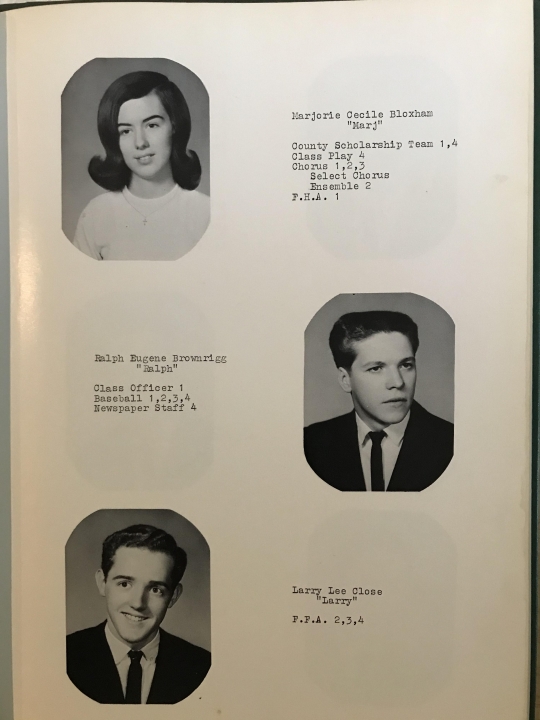 Marjorie Cecile Bloxham
"Marj"
County Scholarship Team 1,4
Class Play 4
Chorus 1,2,3
Select Chorus
Ensemble 2
F.H.A. 1
Ralph Eugene Brownrigg
"Ralph"
Class Officer 1
Baseball 1,2,3,4
Newspaper Staff 4
Larry Lee Close
"Larry"
F.F.A. 2,3,4